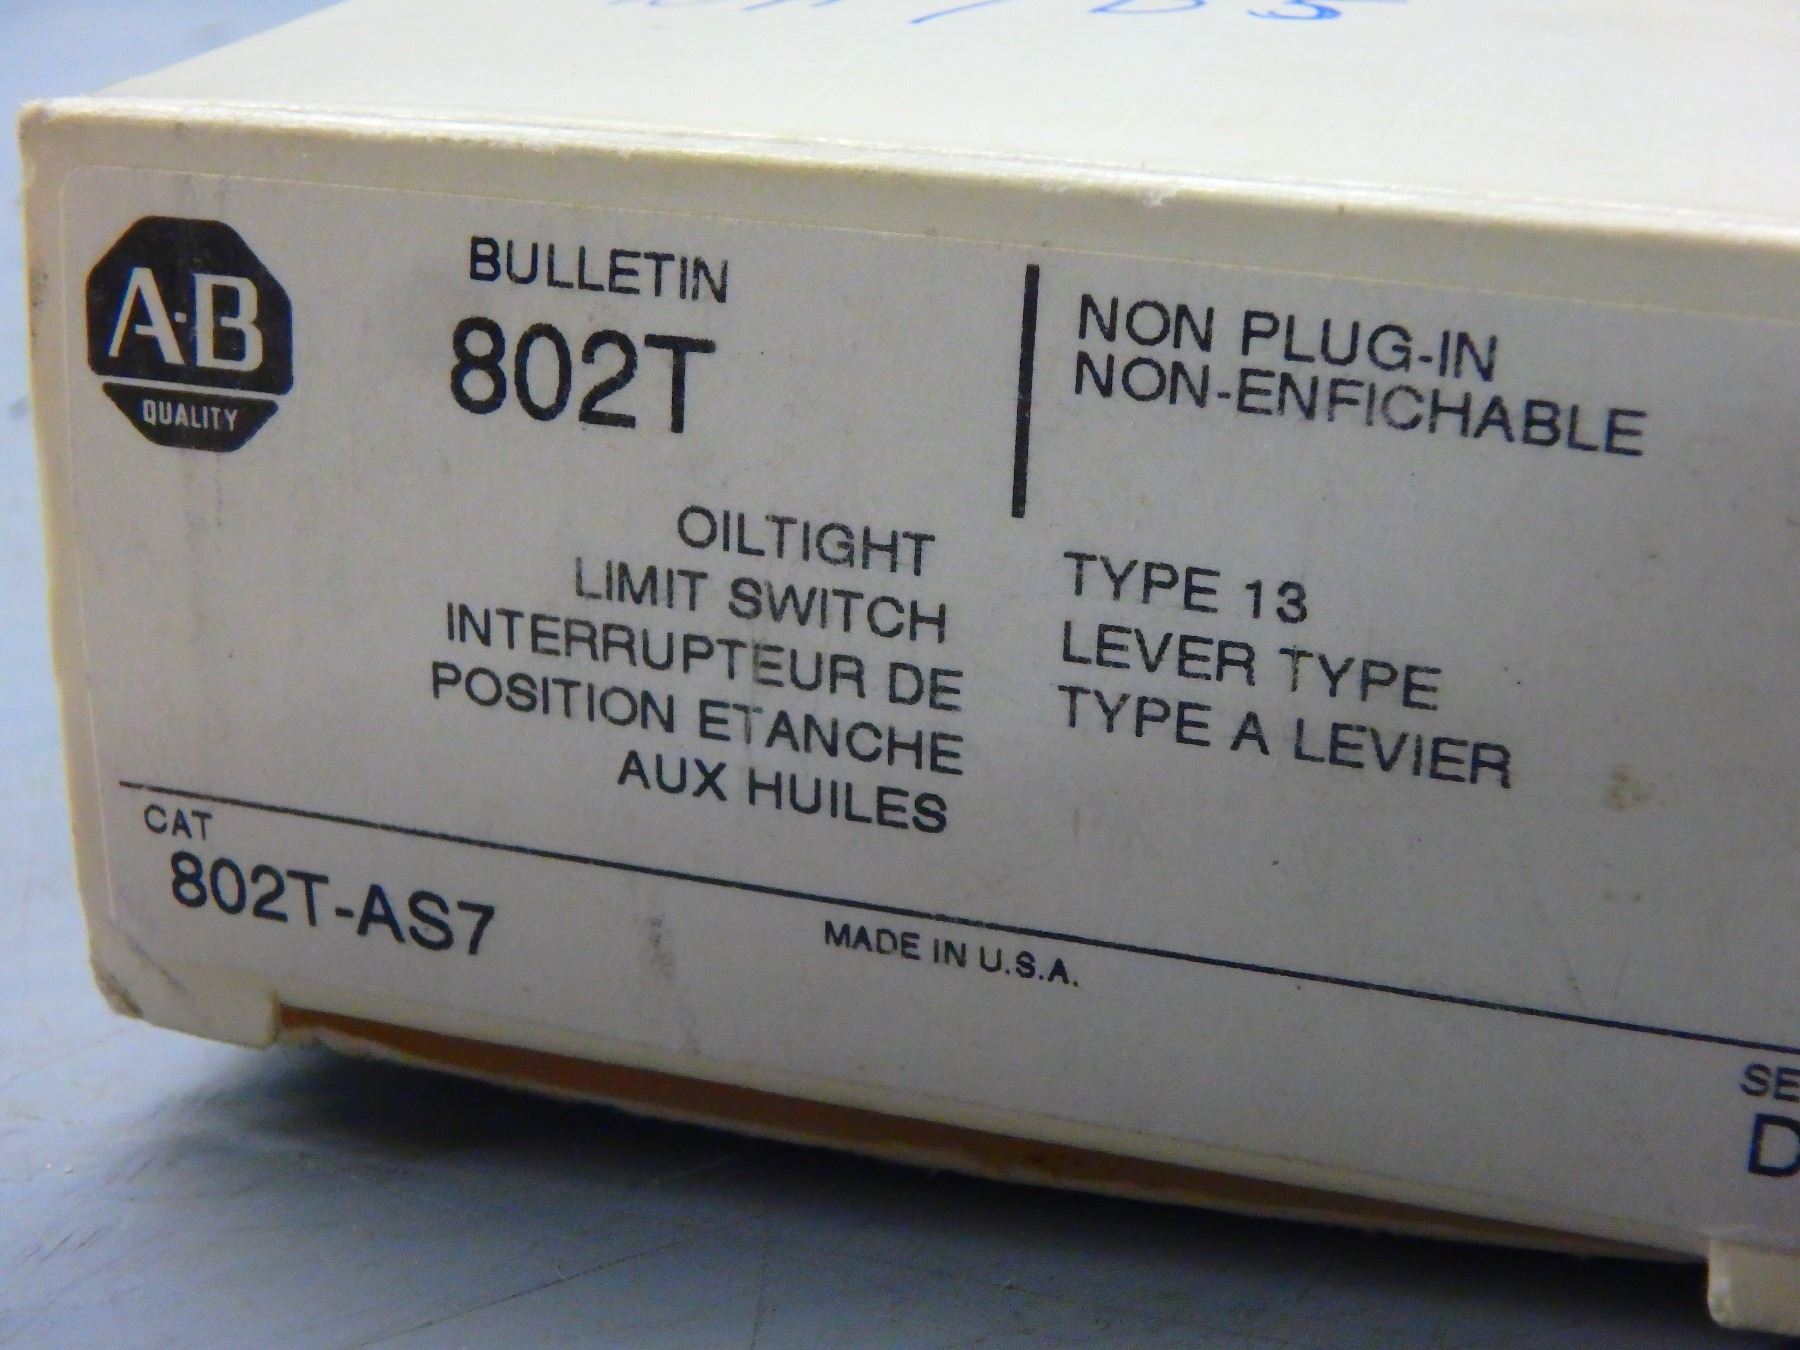 A-B
QUALITY
BULLETIN
802T
NON PLUG-IN
NON-ENFICHABLE
OILTIGHT
LIMIT SWITCH
INTERRUPTEUR DE
POSITION ETANCHE
AUX HUILES
TYPE 13
LEVER TYPE
TYPE A LEVIER
CAT
802T-AS7
MADE IN U.S.A.
SE
D